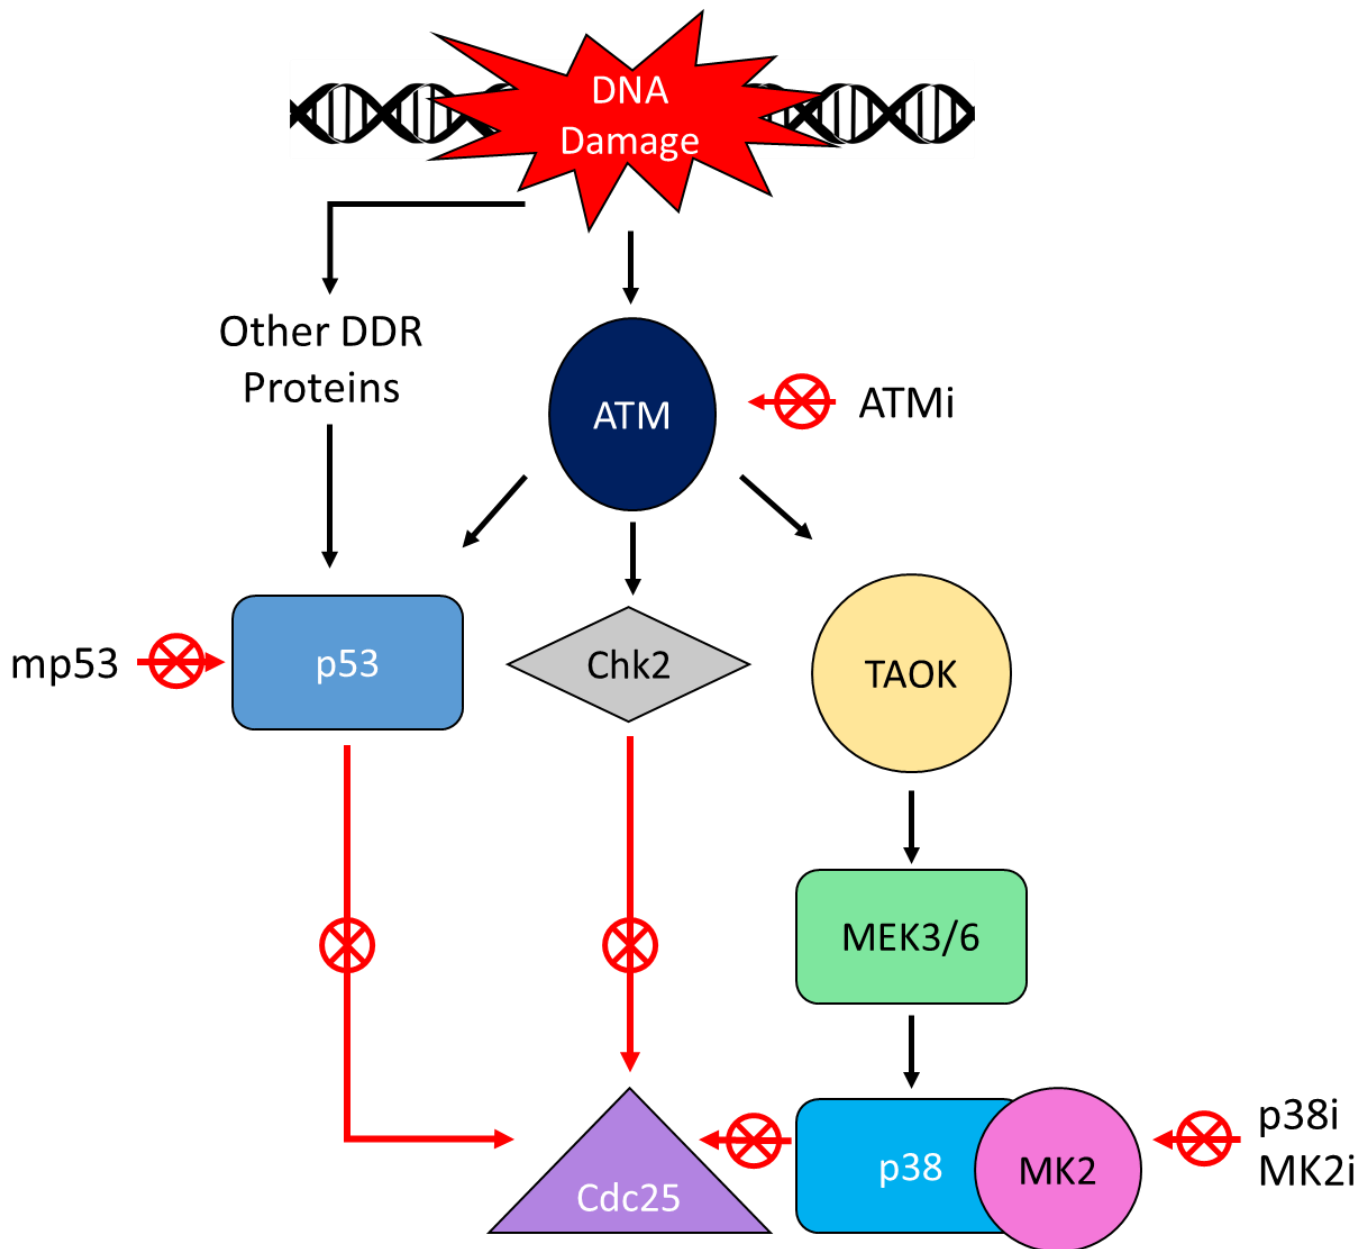 DNA
Damage
Other DDR
Proteins
ATM
ATMi
mp53
p53
Chk2
TAOK
MEK3/6
Cdc25
p38
MK2
p38i
MK2i